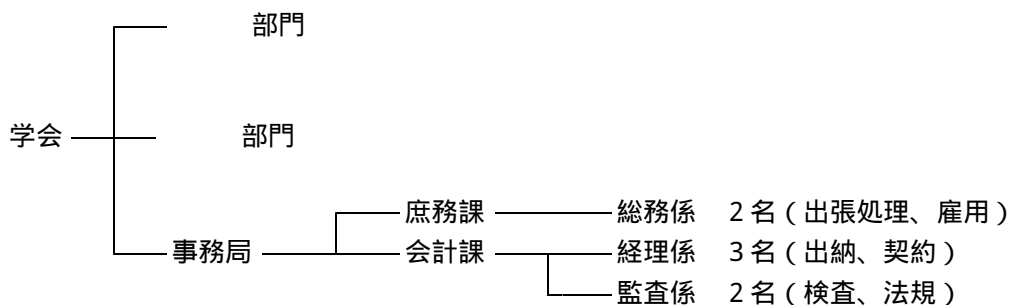 部門
学会
部門
庶務課 総務係 2名(出張処理、雇用)
事務局 会計課 経理係 3名(出納、契約)
監査係 2名(検査、法規)